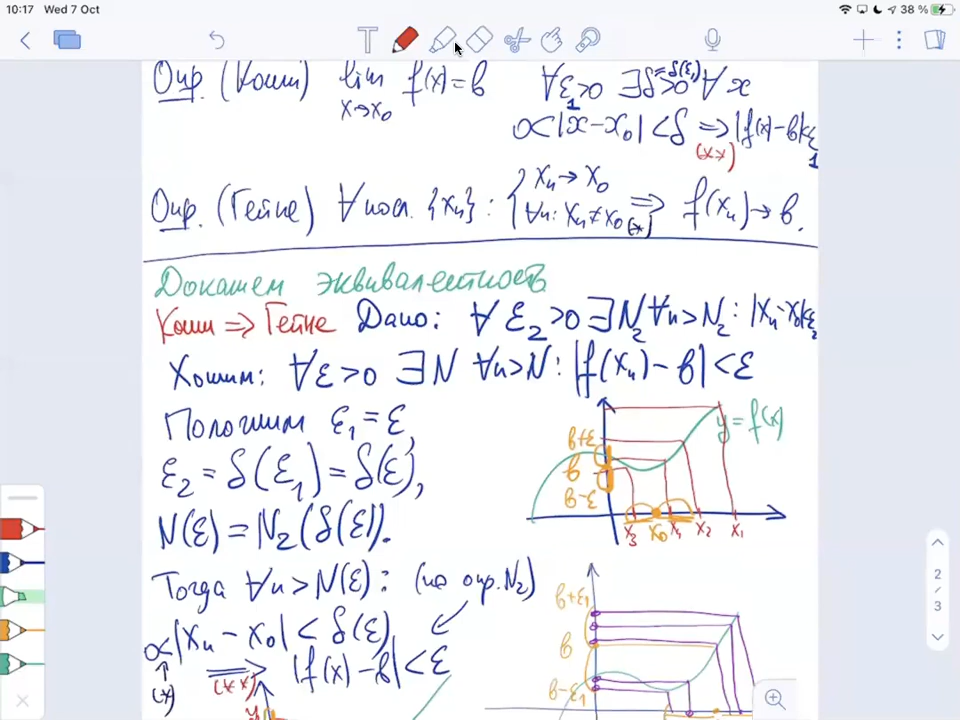 10:17 Wed 7 Oct
38 %
T
Опр. (Коши) lim f(x)=b
x→x₀
∀ε₁>0 ∃δ=δ(ε₁)>0 ∀x
0<|x-x₀|<δ ⇒ |f(x)-b|<ε₁
(**)
Опр. (Гейне) ∀посл. {xₙ}: { xₙ→x₀
∀n: xₙ≠x₀ (*) ⇒ f(xₙ)→b.
Докажем эквивалентность
Коши ⇒ Гейне Дано: ∀ε₂>0 ∃N₂ ∀n>N₂: |xₙ-x₀|<ε₂
Хотим: ∀ε>0 ∃N ∀n>N: |f(xₙ)-b|<ε
Положим ε₁=ε,
ε₂=δ(ε₁)=δ(ε),
N(ε)=N₂(δ(ε)).
Тогда ∀n>N(ε): (по опр. N₂)
0<|xₙ-x₀|<δ(ε)
(*) ⇒ (**) |f(x)-b|<ε
y=f(x)
b+ε
b
b-ε
x₃ x₀ x₄ x₂ x₁
b+ε₁
b
b-ε₁
2
/
3